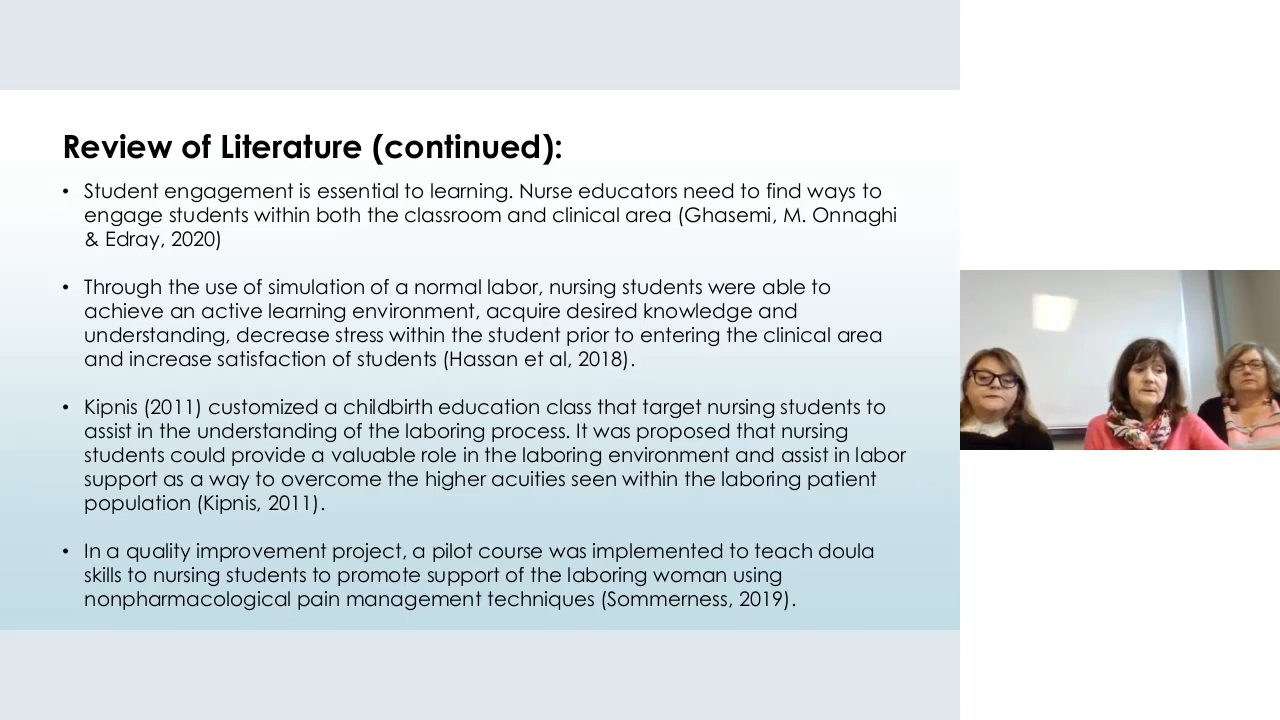 Review of Literature (continued):
• Student engagement is essential to learning. Nurse educators need to find ways to
engage students within both the classroom and clinical area (Ghasemi, M. Onnaghi
& Edray, 2020)
• Through the use of simulation of a normal labor, nursing students were able to
achieve an active learning environment, acquire desired knowledge and
understanding, decrease stress within the student prior to entering the clinical area
and increase satisfaction of students (Hassan et al, 2018).
• Kipnis (2011) customized a childbirth education class that target nursing students to
assist in the understanding of the laboring process. It was proposed that nursing
students could provide a valuable role in the laboring environment and assist in labor
support as a way to overcome the higher acuities seen within the laboring patient
population (Kipnis, 2011).
• In a quality improvement project, a pilot course was implemented to teach doula
skills to nursing students to promote support of the laboring woman using
nonpharmacological pain management techniques (Sommerness, 2019).